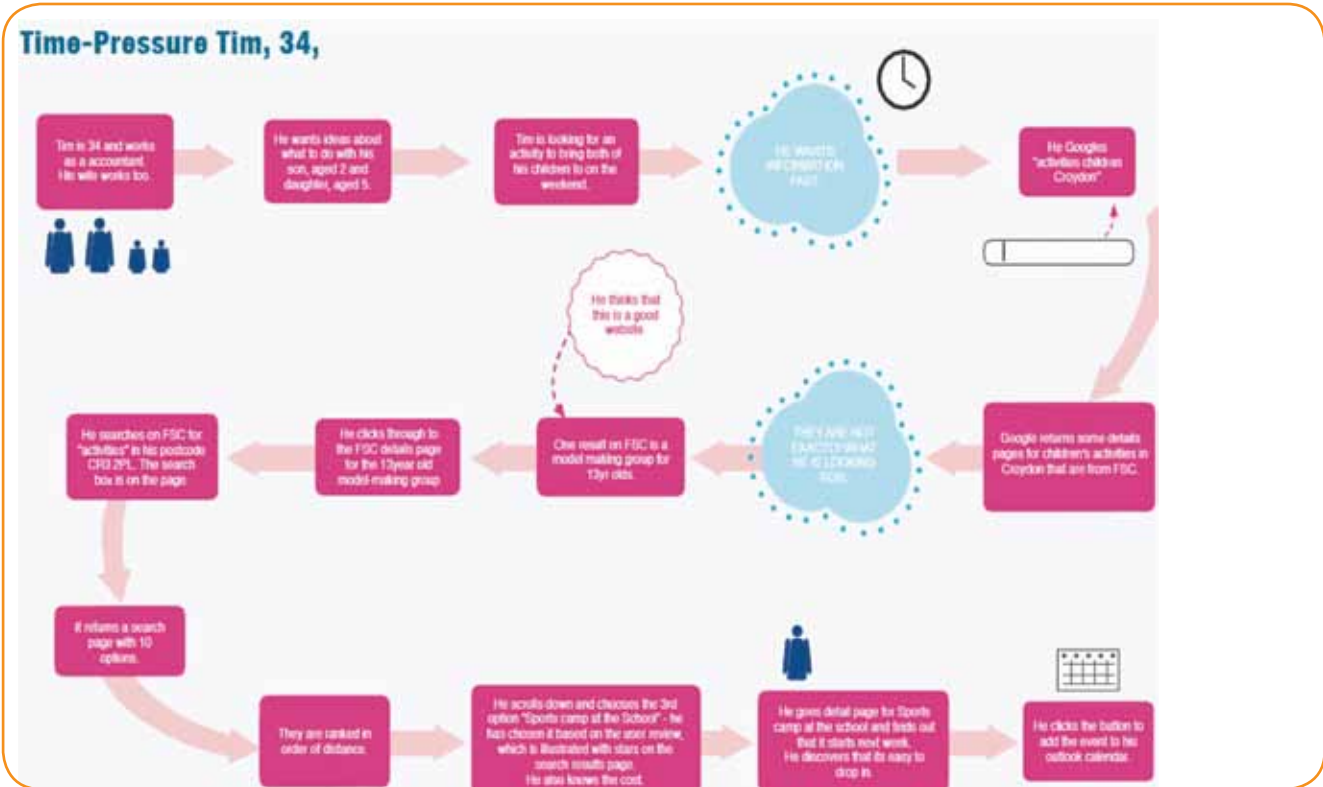 Time-Pressure Tim, 34,
Tim is 34 and works
as a accountant.
His wife works too.
He wants ideas about
what to do with his
son, aged 2 and
daughter, aged 5.
Tim is looking for an
activity to bring both of
his children to on the
weekend.
HE WANTS
INFORMATION
FAST
He Googles
"activities children
Croydon"
Google returns some details
pages for children's activities in
Croydon that are from FSC.
THEY ARE NOT
EXACTLY WHAT
HE IS LOOKING
FOR.
He thinks that
this is a good
website
One result on FSC is a
model making group for
13yr olds.
He clicks through to
the FSC details page
for the 13year old
model-making group
He searches on FSC for
"activities" in his postcode
CR3 2PL. The search
box is on the page
It returns a search
page with 10
options.
They are ranked in
order of distance.
He scrolls down and chooses the 3rd
option "Sports camp at the School" - he
has chosen it based on the user review,
which is illustrated with stars on the
search results page.
He also knows the cost.
He goes detail page for Sports
camp at the school and finds out
that it starts next week.
He discovers that its easy to
drop in.
He clicks the button to
add the event to his
outlook calendar.